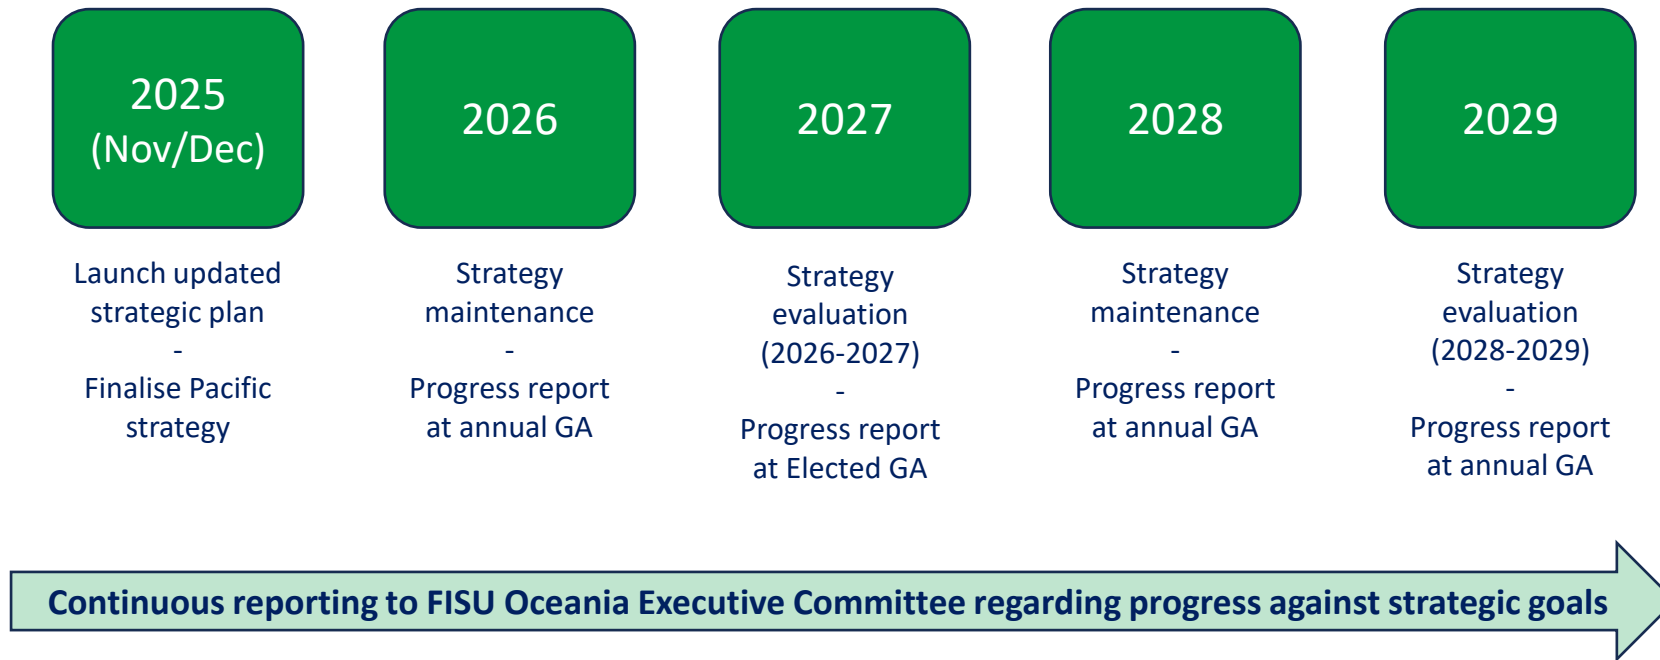 2025
(Nov/Dec)
2026
2027
2028
2029
Launch updated
strategic plan
-
Finalise Pacific
strategy
Strategy
maintenance
-
Progress report
at annual GA
Strategy
evaluation
(2026-2027)
-
Progress report
at Elected GA
Strategy
maintenance
-
Progress report
at annual GA
Strategy
evaluation
(2028-2029)
-
Progress report
at annual GA
Continuous reporting to FISU Oceania Executive Committee regarding progress against strategic goals